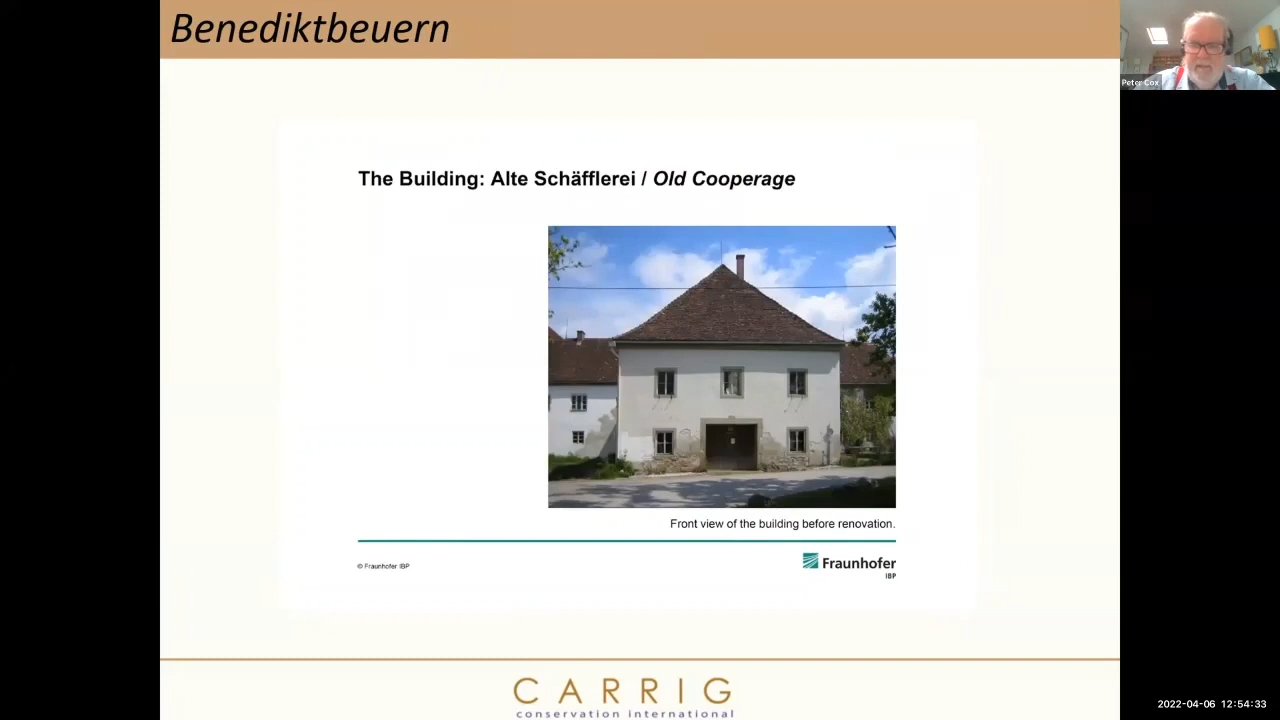 Benediktbeuern
Peter Cox
The Building: Alte Schäfflerei / Old Cooperage
Front view of the building before renovation.
© Fraunhofer IBP
Fraunhofer
IBP
CARRIG
conservation international
2022-04-06 12:54:33